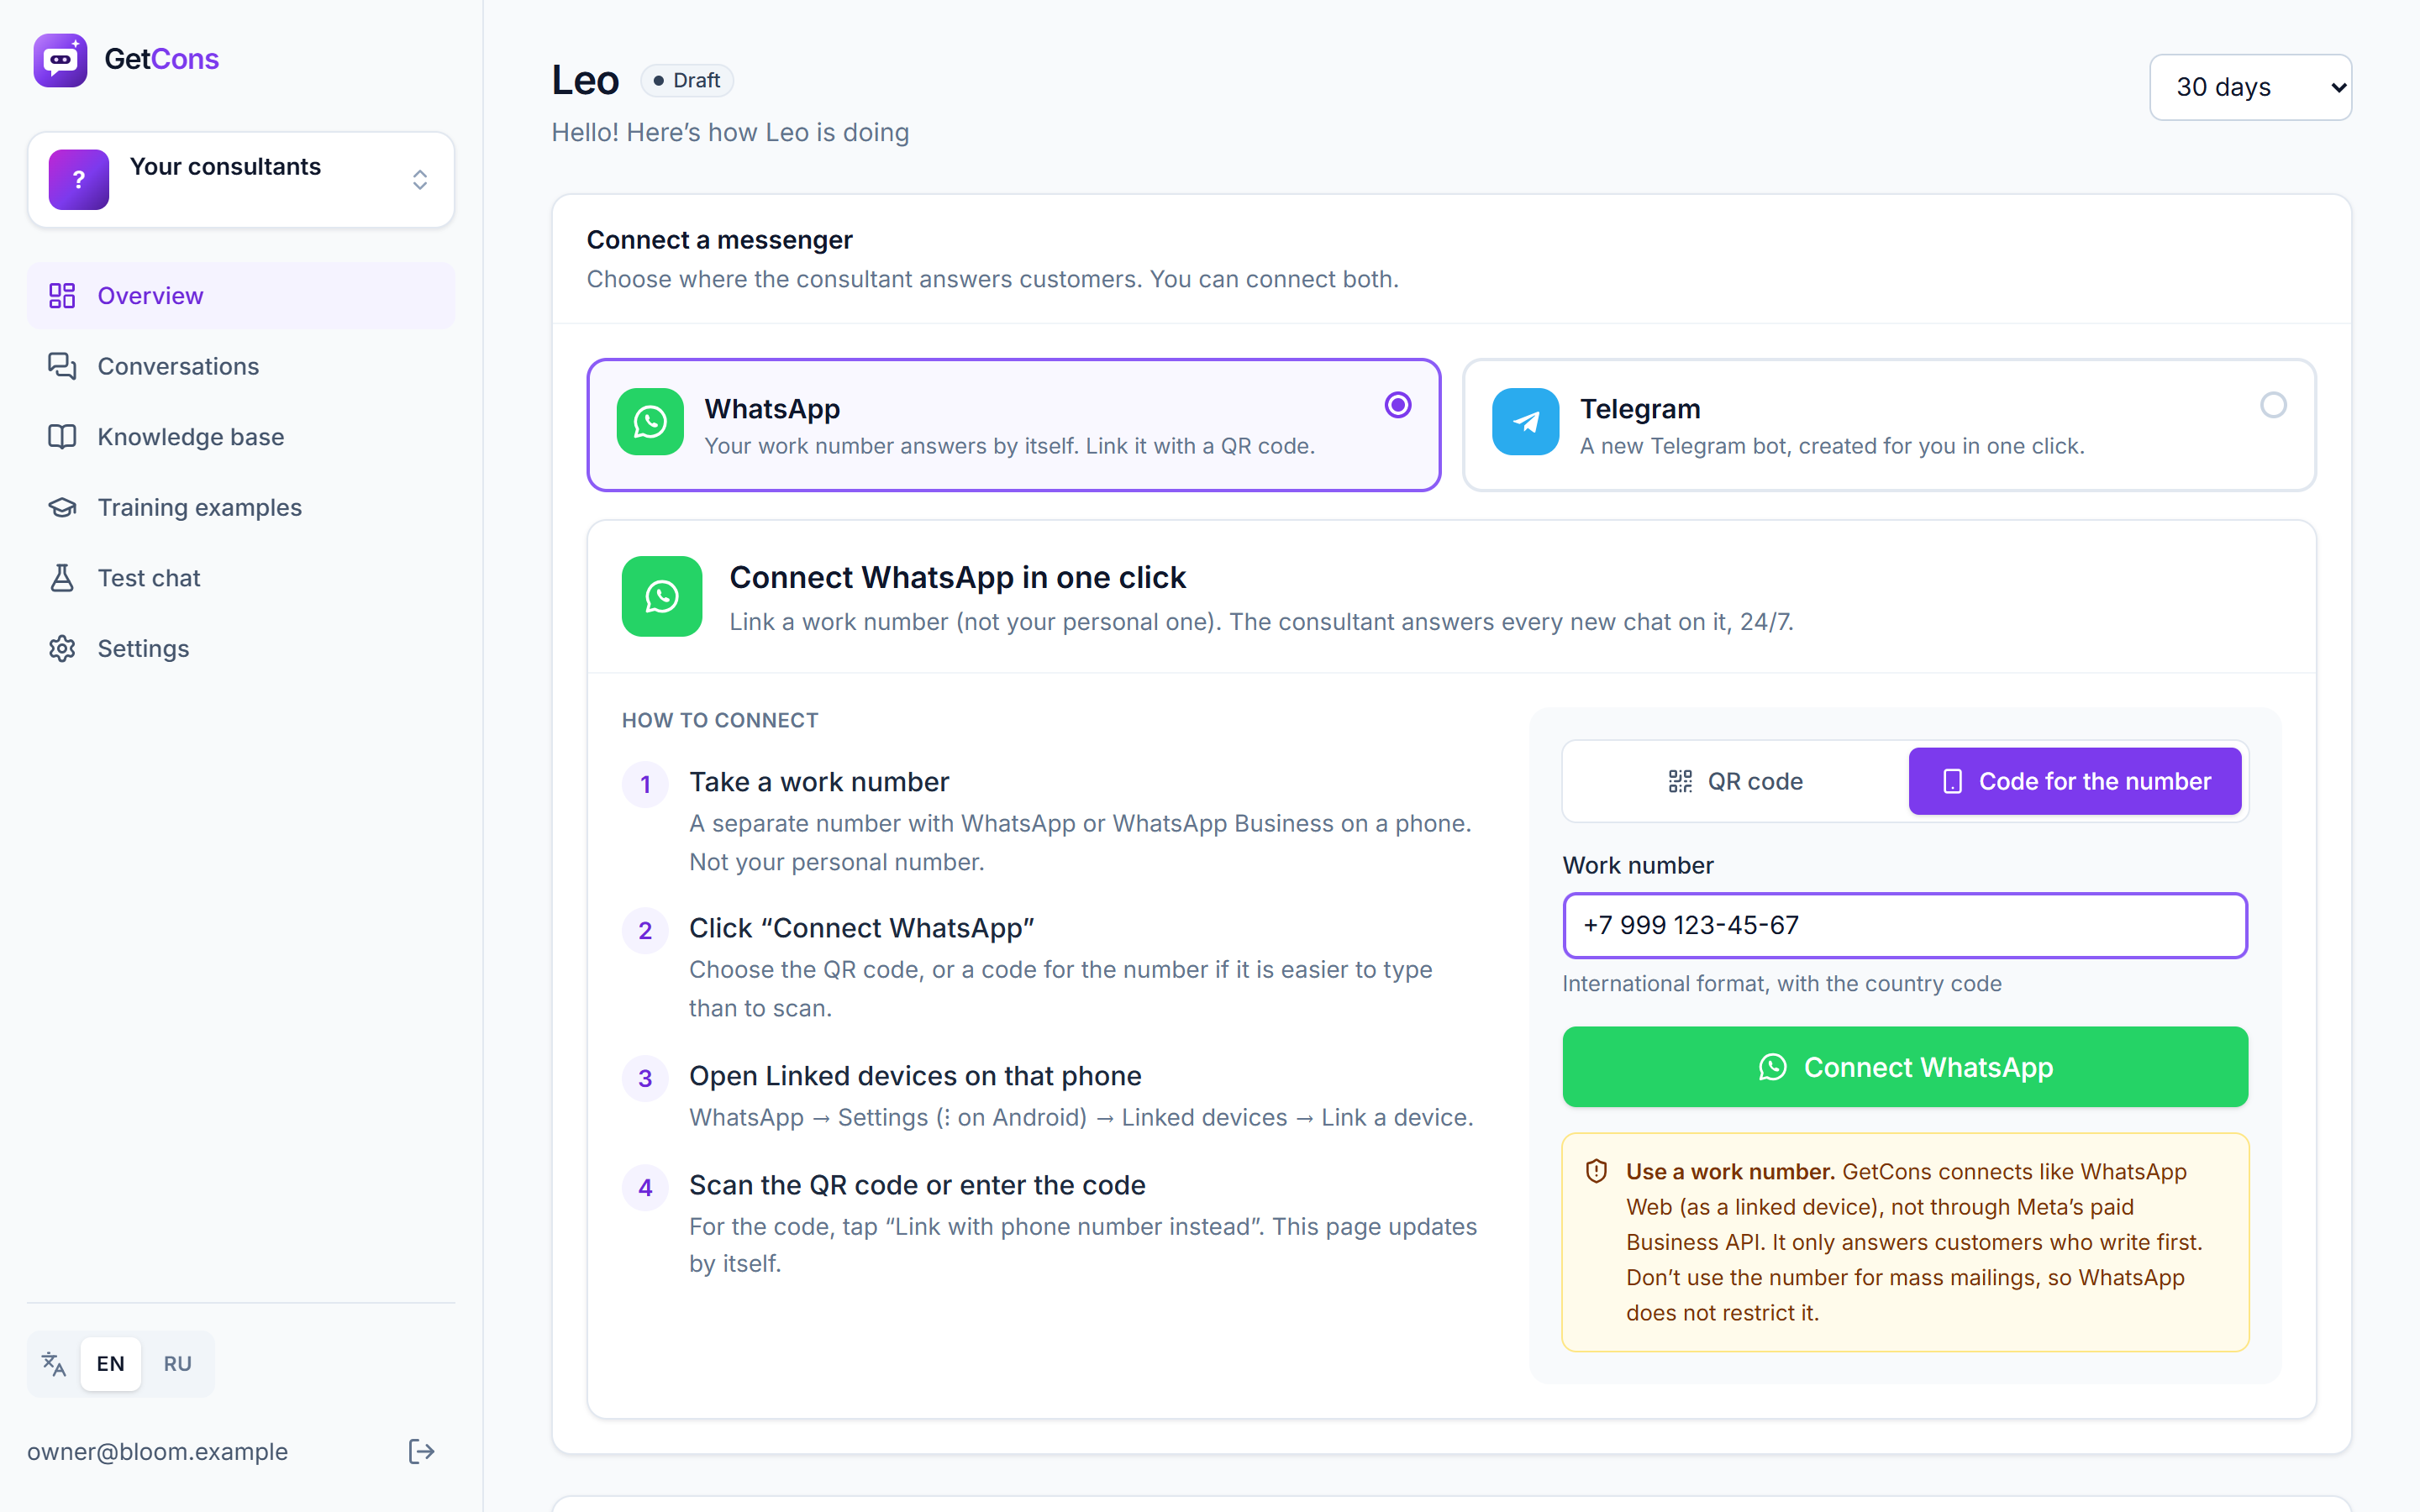 GetCons
?
Your consultants
Overview
Conversations
Knowledge base
Training examples
Test chat
Settings
EN
RU
owner@bloom.example
Leo
Draft
30 days
Hello! Here’s how Leo is doing
Connect a messenger
Choose where the consultant answers customers. You can connect both.
WhatsApp
Your work number answers by itself. Link it with a QR code.
Telegram
A new Telegram bot, created for you in one click.
Connect WhatsApp in one click
Link a work number (not your personal one). The consultant answers every new chat on it, 24/7.
HOW TO CONNECT
1
Take a work number
A separate number with WhatsApp or WhatsApp Business on a phone.
Not your personal number.
2
Click “Connect WhatsApp”
Choose the QR code, or a code for the number if it is easier to type
than to scan.
3
Open Linked devices on that phone
WhatsApp → Settings (⋮ on Android) → Linked devices → Link a device.
4
Scan the QR code or enter the code
For the code, tap “Link with phone number instead”. This page updates
by itself.
QR code
Code for the number
Work number
+7 999 123-45-67
International format, with the country code
Connect WhatsApp
Use a work number. GetCons connects like WhatsApp
Web (as a linked device), not through Meta’s paid
Business API. It only answers customers who write first.
Don’t use the number for mass mailings, so WhatsApp
does not restrict it.